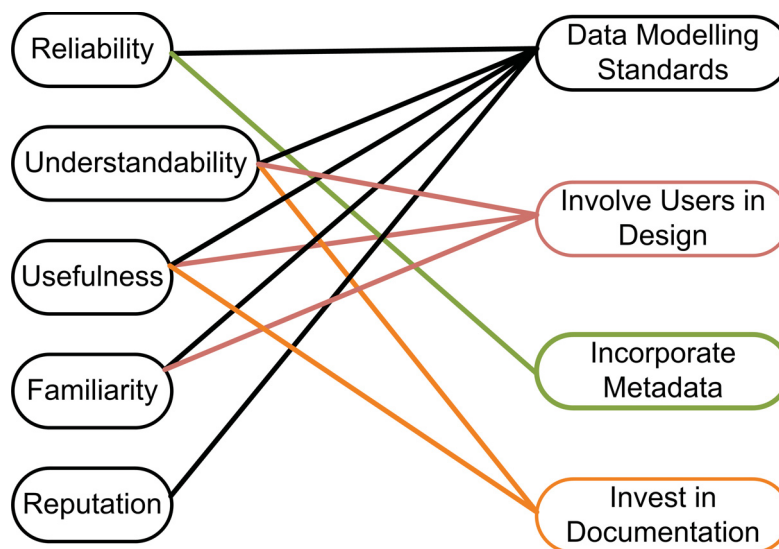 Reliability
Understandability
Usefulness
Familiarity
Reputation
Data Modelling
Standards
Involve Users in
Design
Incorporate
Metadata
Invest in
Documentation